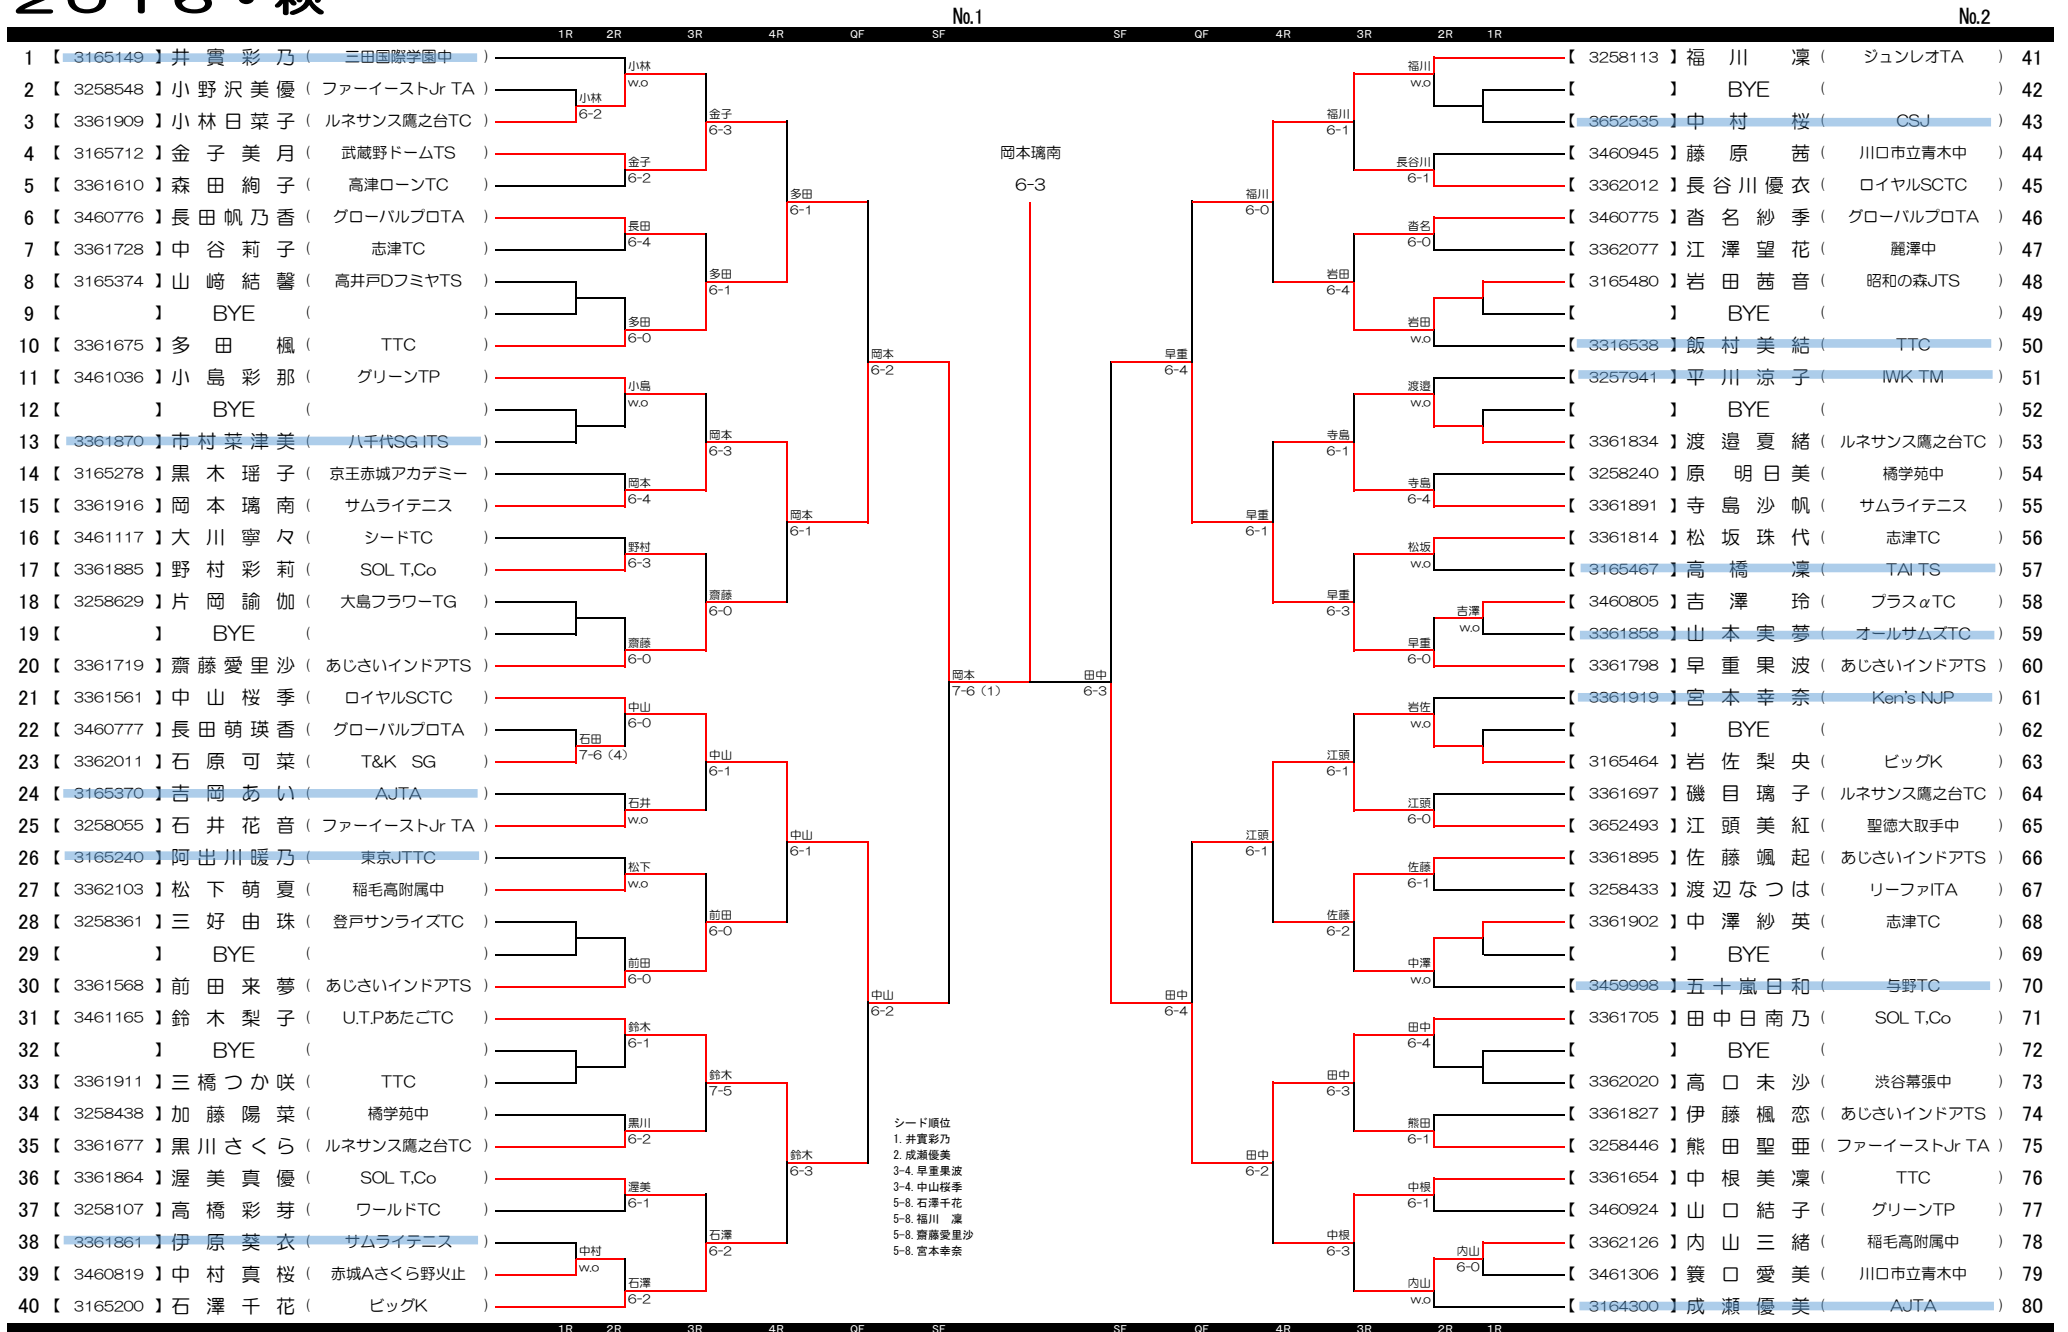 2016・秋
No.1 No.2
1R 2R 3R 4R QF SF SF QF 4R 3R 2R 1R
1 【 3165149 】 井實彩乃 ( 三田国際学園中 )
2 【 3258548 】 小野沢美優 ( ファーイーストJr TA )
3 【 3361909 】 小林日菜子 ( ルネサンス鷹之台TC )
4 【 3165712 】 金子美月 ( 武蔵野ドームTS )
5 【 3361610 】 森田絢子 ( 高津ローンTC )
6 【 3460776 】 長田帆乃香 ( グローバルプロTA )
7 【 3361728 】 中谷莉子 ( 志津TC )
8 【 3165374 】 山﨑結馨 ( 高井戸DフミヤTS )
9 【 】 BYE ( )
10 【 3361675 】 多田楓 ( TTC )
11 【 3461036 】 小島彩那 ( グリーンTP )
12 【 】 BYE ( )
13 【 3361870 】 市村菜津美 ( 八千代SG ITS )
14 【 3165278 】 黒木瑶子 ( 京王赤城アカデミー )
15 【 3361916 】 岡本璃南 ( サムライテニス )
16 【 3461117 】 大川寧々 ( シードTC )
17 【 3361885 】 野村彩莉 ( SOL T,Co )
18 【 3258629 】 片岡諭伽 ( 大島フラワーTG )
19 【 】 BYE ( )
20 【 3361719 】 齋藤愛里沙 ( あじさいインドアTS )
21 【 3361561 】 中山桜季 ( ロイヤルSCTC )
22 【 3460777 】 長田萌瑛香 ( グローバルプロTA )
23 【 3362011 】 石原可菜 ( T&K SG )
24 【 3165370 】 吉岡あい ( AJTA )
25 【 3258055 】 石井花音 ( ファーイーストJr TA )
26 【 3165240 】 阿出川暖乃 ( 東京JTTC )
27 【 3362103 】 松下萌夏 ( 稲毛高附属中 )
28 【 3258361 】 三好由珠 ( 登戸サンライズTC )
29 【 】 BYE ( )
30 【 3361568 】 前田来夢 ( あじさいインドアTS )
31 【 3461165 】 鈴木梨子 ( U.T.PあたごTC )
32 【 】 BYE ( )
33 【 3361911 】 三橋つか咲 ( TTC )
34 【 3258438 】 加藤陽菜 ( 橘学苑中 )
35 【 3361677 】 黒川さくら ( ルネサンス鷹之台TC )
36 【 3361864 】 渥美真優 ( SOL T,Co )
37 【 3258107 】 高橋彩芽 ( ワールドTC )
38 【 3361861 】 伊原葵衣 ( サムライテニス )
39 【 3460819 】 中村真桜 ( 赤城Aさくら野火止 )
40 【 3165200 】 石澤千花 ( ビッグK )
小林
6-2
中山
石田
7-6 (4)
中村
w.o
小林
w.o
金子
6-2
長田
6-4
多田
6-0
小島
w.o
岡本
6-4
野村
6-3
齋藤
6-0
6-0
石井
w.o
松下
w.o
前田
6-0
鈴木
6-1
黒川
6-2
渥美
6-1
石澤
6-2
金子
6-3
多田
6-1
岡本
6-3
齋藤
6-0
中山
6-1
前田
6-0
鈴木
7-5
石澤
6-2
多田
6-1
岡本
6-1
中山
6-1
鈴木
6-3
岡本
6-2
中山
6-2
岡本
7-6 (1)
岡本璃南
6-3
田中
6-3
早重
6-4
田中
6-4
福川
6-0
早重
6-1
江頭
6-1
田中
6-2
福川
6-1
岩田
6-4
寺島
6-1
早重
6-3
江頭
6-1
佐藤
6-2
田中
6-3
中根
6-3
福川
w.o
長谷川
6-1
沓名
6-0
岩田
w.o
渡邉
w.o
寺島
6-4
松坂
w.o
早重
6-0
岩佐
w.o
江頭
6-0
佐藤
6-1
中澤
w.o
田中
6-4
熊田
6-1
中根
6-1
内山
w.o
吉澤
w.o
内山
6-0
シード順位
1. 井實彩乃
2. 成瀬優美
3-4. 早重果波
3-4. 中山桜季
5-8. 石澤千花
5-8. 福川 凜
5-8. 齋藤愛里沙
5-8. 宮本幸奈
【 3258113 】 福川凜 ( ジュンレオTA ) 41
【 】 BYE ( ) 42
【 3652535 】 中村桜 ( CSJ ) 43
【 3460945 】 藤原茜 ( 川口市立青木中 ) 44
【 3362012 】 長谷川優衣 ( ロイヤルSCTC ) 45
【 3460775 】 沓名紗季 ( グローバルプロTA ) 46
【 3362077 】 江澤望花 ( 麗澤中 ) 47
【 3165480 】 岩田茜音 ( 昭和の森JTS ) 48
【 】 BYE ( ) 49
【 3316538 】 飯村美結 ( TTC ) 50
【 3257941 】 平川涼子 ( IWK TM ) 51
【 】 BYE ( ) 52
【 3361834 】 渡邉夏緒 ( ルネサンス鷹之台TC ) 53
【 3258240 】 原明日美 ( 橘学苑中 ) 54
【 3361891 】 寺島沙帆 ( サムライテニス ) 55
【 3361814 】 松坂珠代 ( 志津TC ) 56
【 3165467 】 高橋凜 ( TAI TS ) 57
【 3460805 】 吉澤玲 ( プラスαTC ) 58
【 3361858 】 山本実夢 ( オールサムズTC ) 59
【 3361798 】 早重果波 ( あじさいインドアTS ) 60
【 3361919 】 宮本幸奈 ( Ken's NJP ) 61
【 】 BYE ( ) 62
【 3165464 】 岩佐梨央 ( ビッグK ) 63
【 3361697 】 磯目璃子 ( ルネサンス鷹之台TC ) 64
【 3652493 】 江頭美紅 ( 聖徳大取手中 ) 65
【 3361895 】 佐藤颯起 ( あじさいインドアTS ) 66
【 3258433 】 渡辺なつは ( リーファITA ) 67
【 3361902 】 中澤紗英 ( 志津TC ) 68
【 】 BYE ( ) 69
【 3459998 】 五十嵐日和 ( 与野TC ) 70
【 3361705 】 田中日南乃 ( SOL T,Co ) 71
【 】 BYE ( ) 72
【 3362020 】 高口未沙 ( 渋谷幕張中 ) 73
【 3361827 】 伊藤楓恋 ( あじさいインドアTS ) 74
【 3258446 】 熊田聖亜 ( ファーイーストJr TA ) 75
【 3361654 】 中根美凜 ( TTC ) 76
【 3460924 】 山口結子 ( グリーンTP ) 77
【 3362126 】 内山三緒 ( 稲毛高附属中 ) 78
【 3461306 】 簑口愛美 ( 川口市立青木中 ) 79
【 3164300 】 成瀬優美 ( AJTA ) 80
1R 2R 3R 4R QF SF SF QF 4R 3R 2R 1R